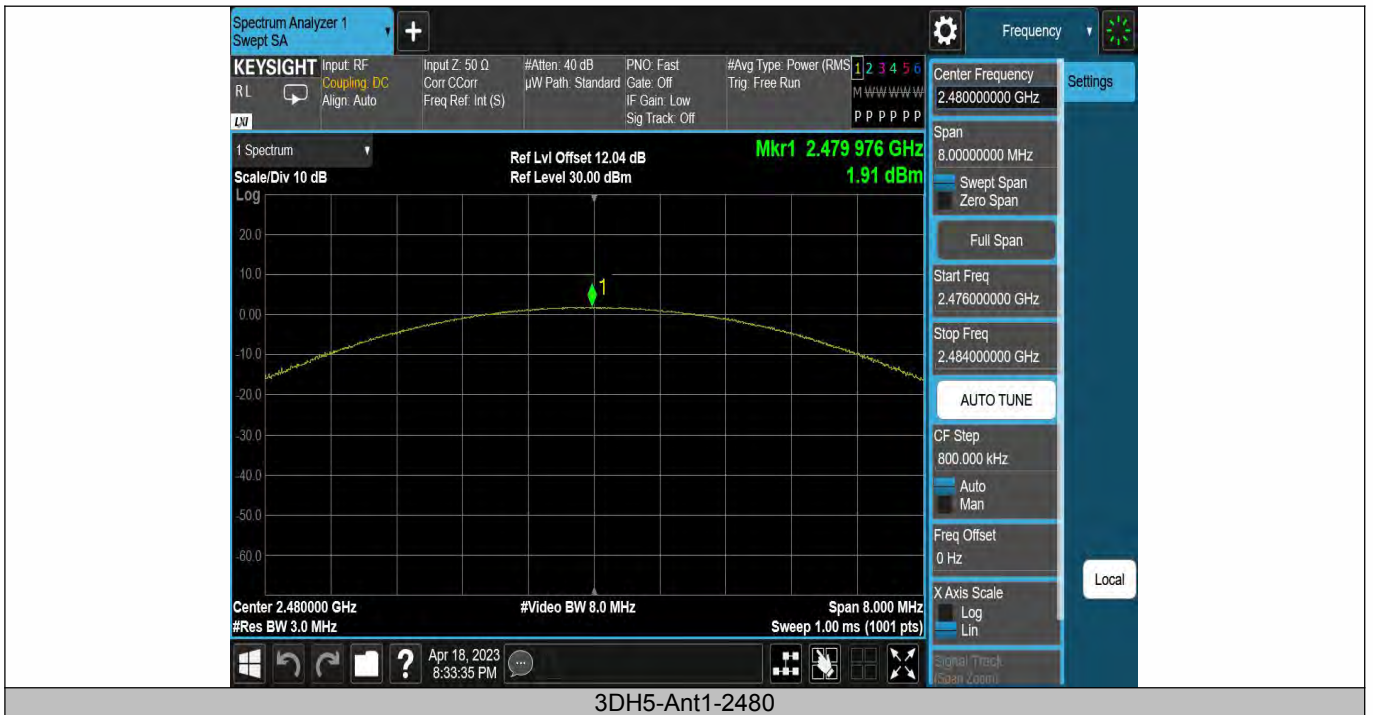 Spectrum Analyzer 1
Swept SA
+
Frequency
KEYSIGHT
RL
LXI
Input: RF
Coupling: DC
Align: Auto
Input Z: 50 Ω
Corr CCorr
Freq Ref: Int (S)
#Atten: 40 dB
µW Path: Standard
PNO: Fast
Gate: Off
IF Gain: Low
Sig Track: Off
#Avg Type: Power (RMS
Trig: Free Run
1 2 3 4 5 6
M W W W W W
P P P P P P
1 Spectrum
Scale/Div 10 dB
Ref Lvl Offset 12.04 dB
Ref Level 30.00 dBm
Mkr1 2.479 976 GHz
1.91 dBm
Log
20.0
10.0
0.00
-10.0
-20.0
-30.0
-40.0
-50.0
-60.0
1
Center 2.480000 GHz
#Res BW 3.0 MHz
#Video BW 8.0 MHz
Span 8.000 MHz
Sweep 1.00 ms (1001 pts)
Center Frequency
2.480000000 GHz
Settings
Span
8.00000000 MHz
Swept Span
Zero Span
Full Span
Start Freq
2.476000000 GHz
Stop Freq
2.484000000 GHz
AUTO TUNE
CF Step
800.000 kHz
Auto
Man
Freq Offset
0 Hz
Local
X Axis Scale
Log
Lin
Signal Track
(Span Zoom)
?
Apr 18, 2023
8:33:35 PM
3DH5-Ant1-2480